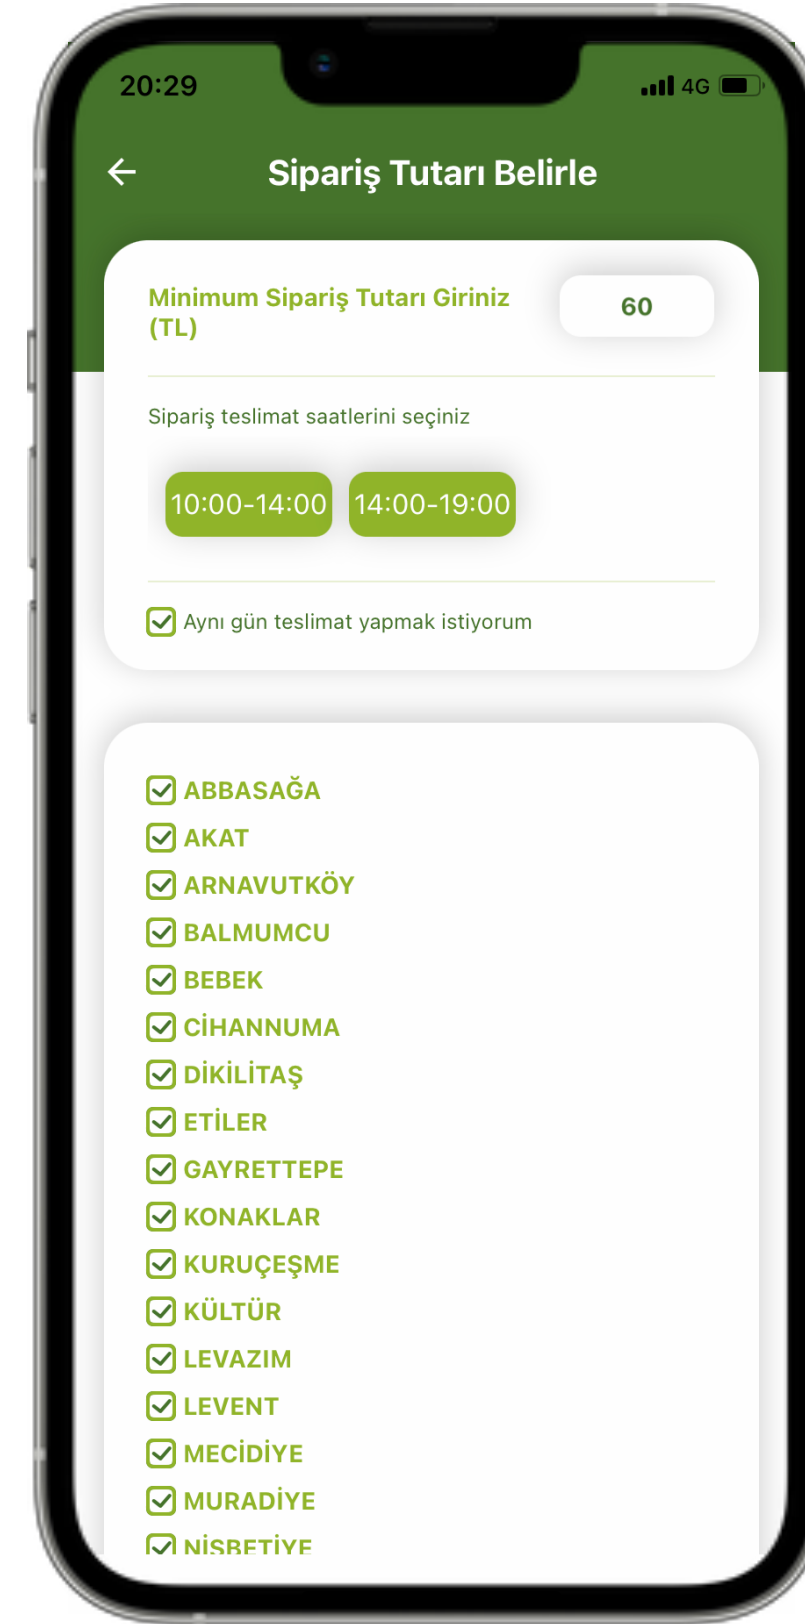 20:29
4G
Sipariş Tutarı Belirle
Minimum Sipariş Tutarı Giriniz
(TL)
60
Sipariş teslimat saatlerini seçiniz
10:00-14:00 14:00-19:00
Aynı gün teslimat yapmak istiyorum
ABBASAĞA
AKAT
ARNAVUTKÖY
BALMUMCU
BEBEK
CİHANNUMA
DİKİLİTAŞ
ETİLER
GAYRETTEPE
KONAKLAR
KURUÇEŞME
KÜLTÜR
LEVAZIM
LEVENT
MECİDİYE
MURADİYE
NİSBETİYE